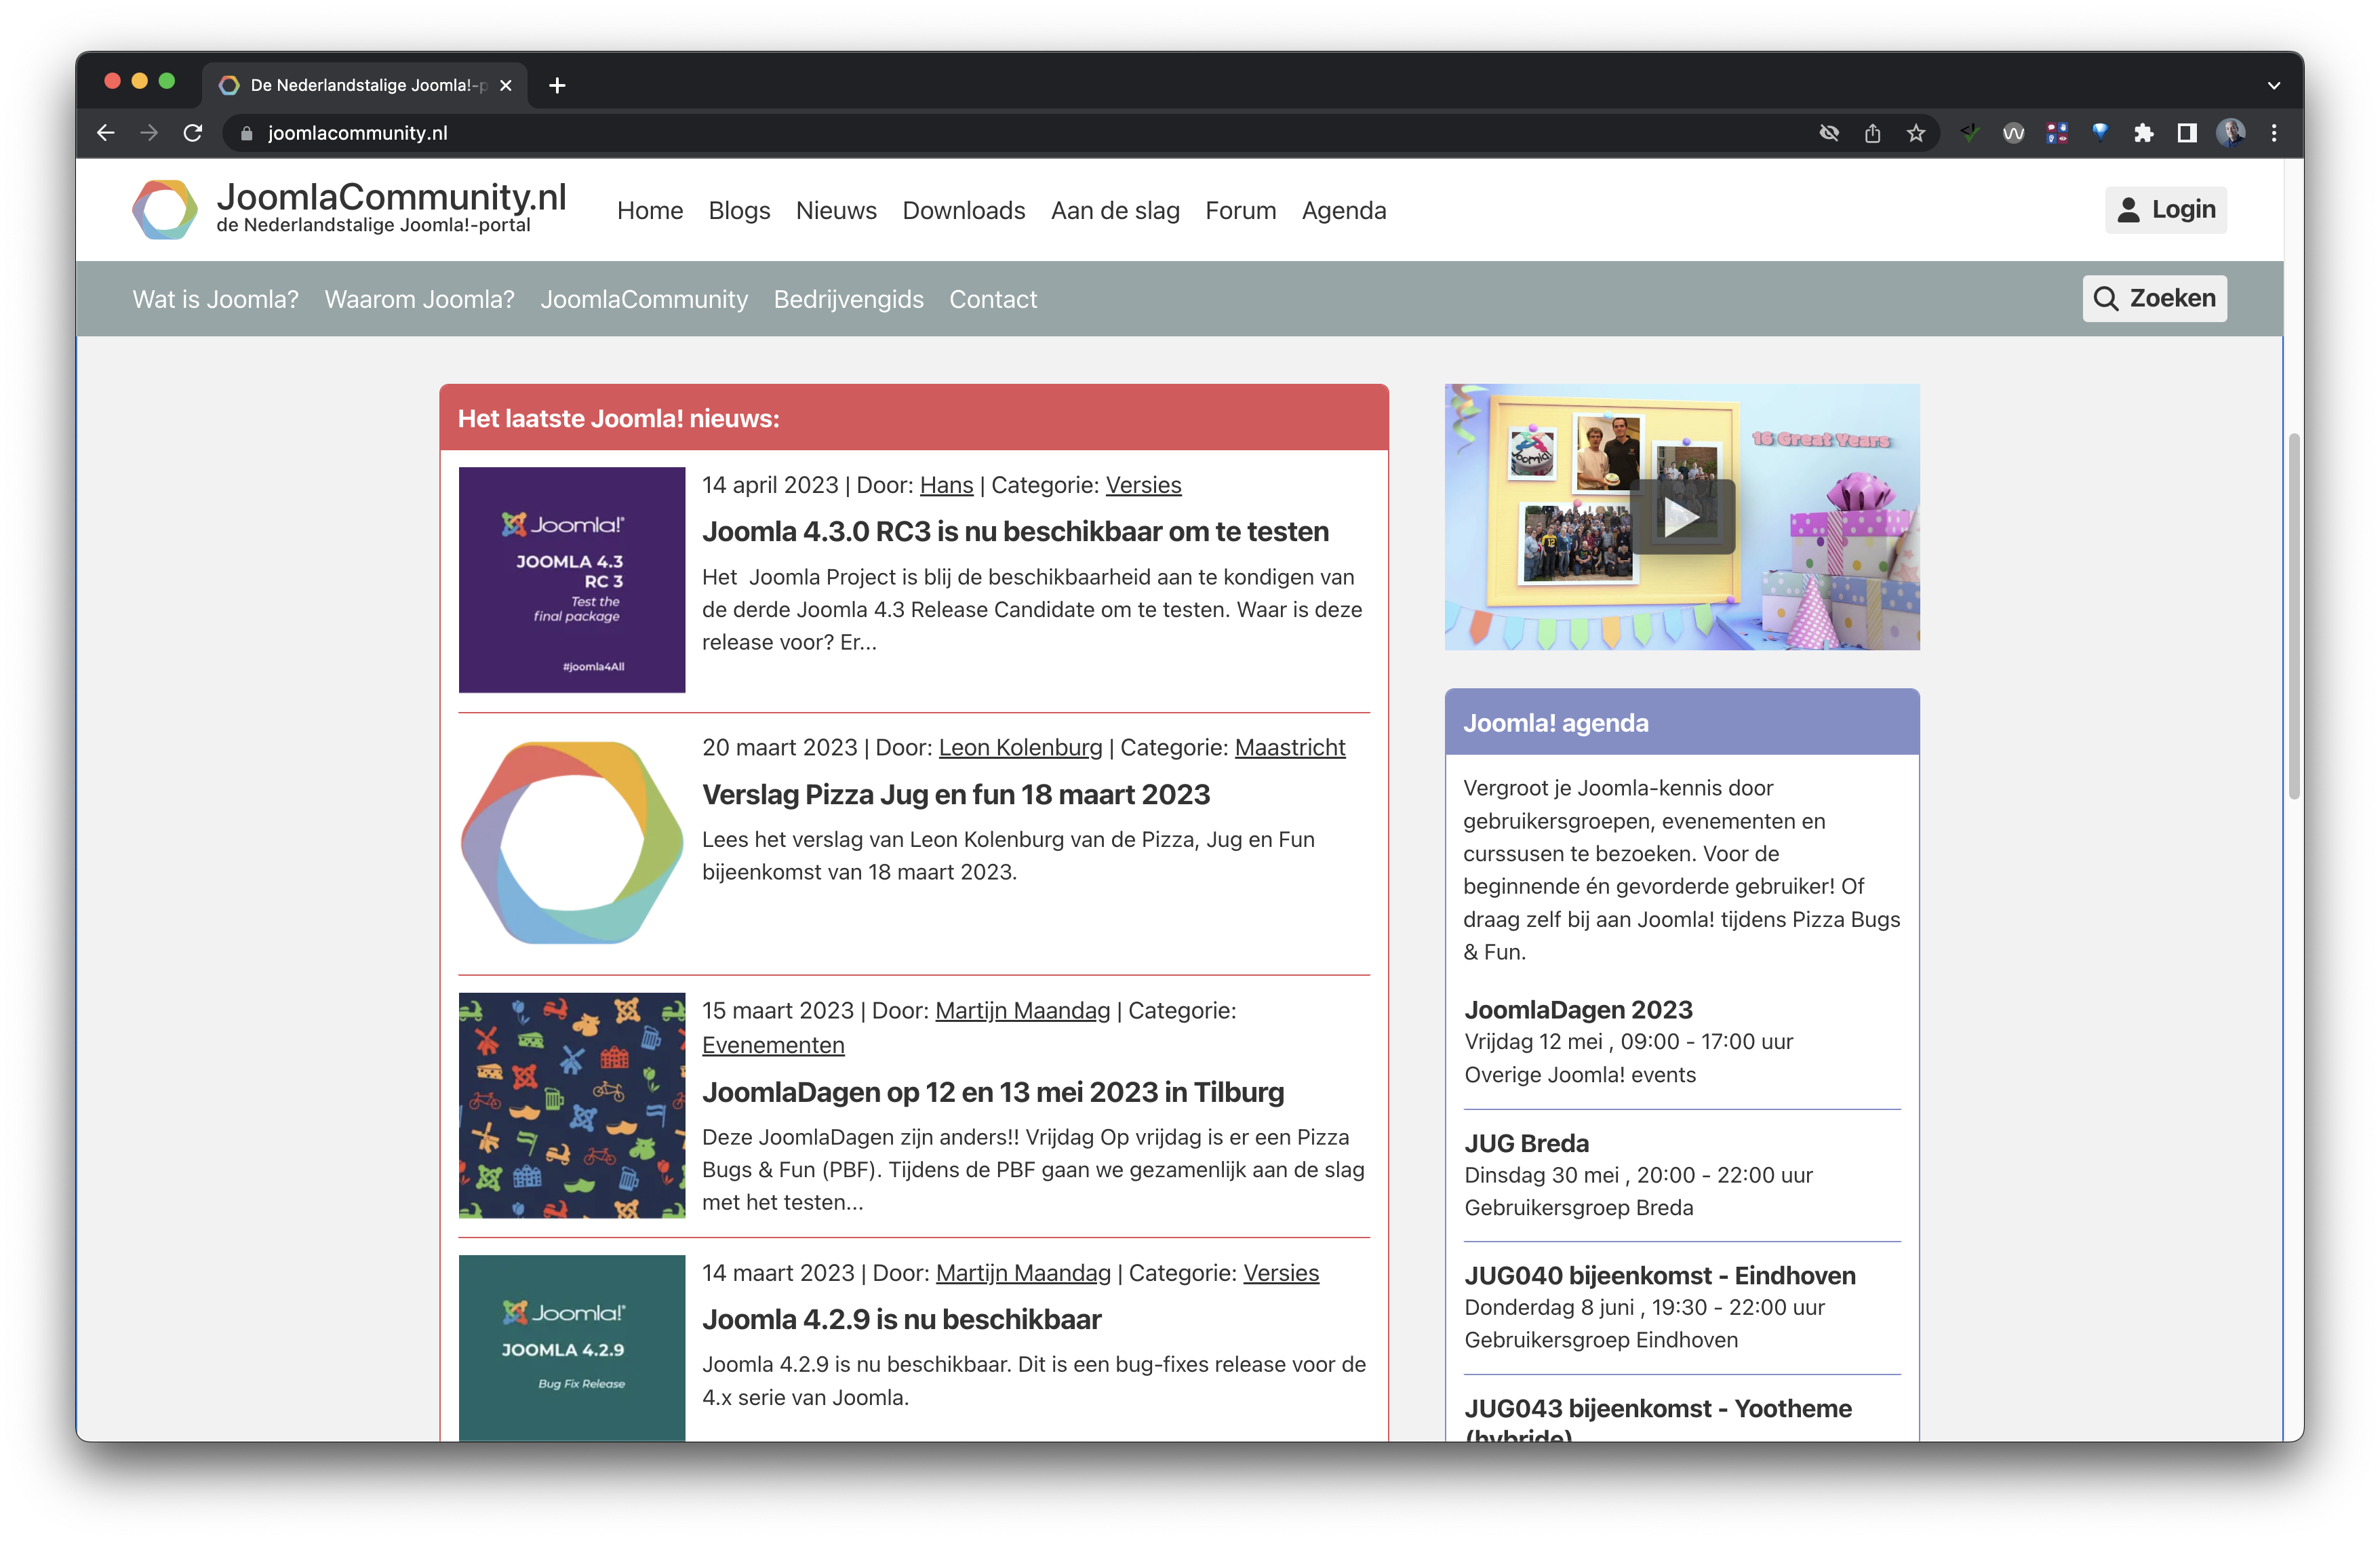 De Nederlandstalige Joomla!-p
joomlacommunity.nl
JoomlaCommunity.nl
de Nederlandstalige Joomla!-portal
Home Blogs Nieuws Downloads Aan de slag Forum Agenda
Login
Wat is Joomla? Waarom Joomla? JoomlaCommunity Bedrijvengids Contact
Zoeken
Het laatste Joomla! nieuws:
Joomla!
JOOMLA 4.3
RC 3
Test the
final package
#joomla4All
14 april 2023 | Door: Hans | Categorie: Versies
Joomla 4.3.0 RC3 is nu beschikbaar om te testen
Het  Joomla Project is blij de beschikbaarheid aan te kondigen van
de derde Joomla 4.3 Release Candidate om te testen. Waar is deze
release voor? Er...
20 maart 2023 | Door: Leon Kolenburg | Categorie: Maastricht
Verslag Pizza Jug en fun 18 maart 2023
Lees het verslag van Leon Kolenburg van de Pizza, Jug en Fun
bijeenkomst van 18 maart 2023.
15 maart 2023 | Door: Martijn Maandag | Categorie:
Evenementen
JoomlaDagen op 12 en 13 mei 2023 in Tilburg
Deze JoomlaDagen zijn anders!! Vrijdag Op vrijdag is er een Pizza
Bugs & Fun (PBF). Tijdens de PBF gaan we gezamenlijk aan de slag
met het testen...
Joomla!
JOOMLA 4.2.9
Bug Fix Release
14 maart 2023 | Door: Martijn Maandag | Categorie: Versies
Joomla 4.2.9 is nu beschikbaar
Joomla 4.2.9 is nu beschikbaar. Dit is een bug-fixes release voor de
4.x serie van Joomla.
Joomla!
16 Great Years
Joomla! agenda
Vergroot je Joomla-kennis door
gebruikersgroepen, evenementen en
curssusen te bezoeken. Voor de
beginnende én gevorderde gebruiker! Of
draag zelf bij aan Joomla! tijdens Pizza Bugs
& Fun.
JoomlaDagen 2023
Vrijdag 12 mei , 09:00 - 17:00 uur
Overige Joomla! events
JUG Breda
Dinsdag 30 mei , 20:00 - 22:00 uur
Gebruikersgroep Breda
JUG040 bijeenkomst - Eindhoven
Donderdag 8 juni , 19:30 - 22:00 uur
Gebruikersgroep Eindhoven
JUG043 bijeenkomst - Yootheme
(hybride)